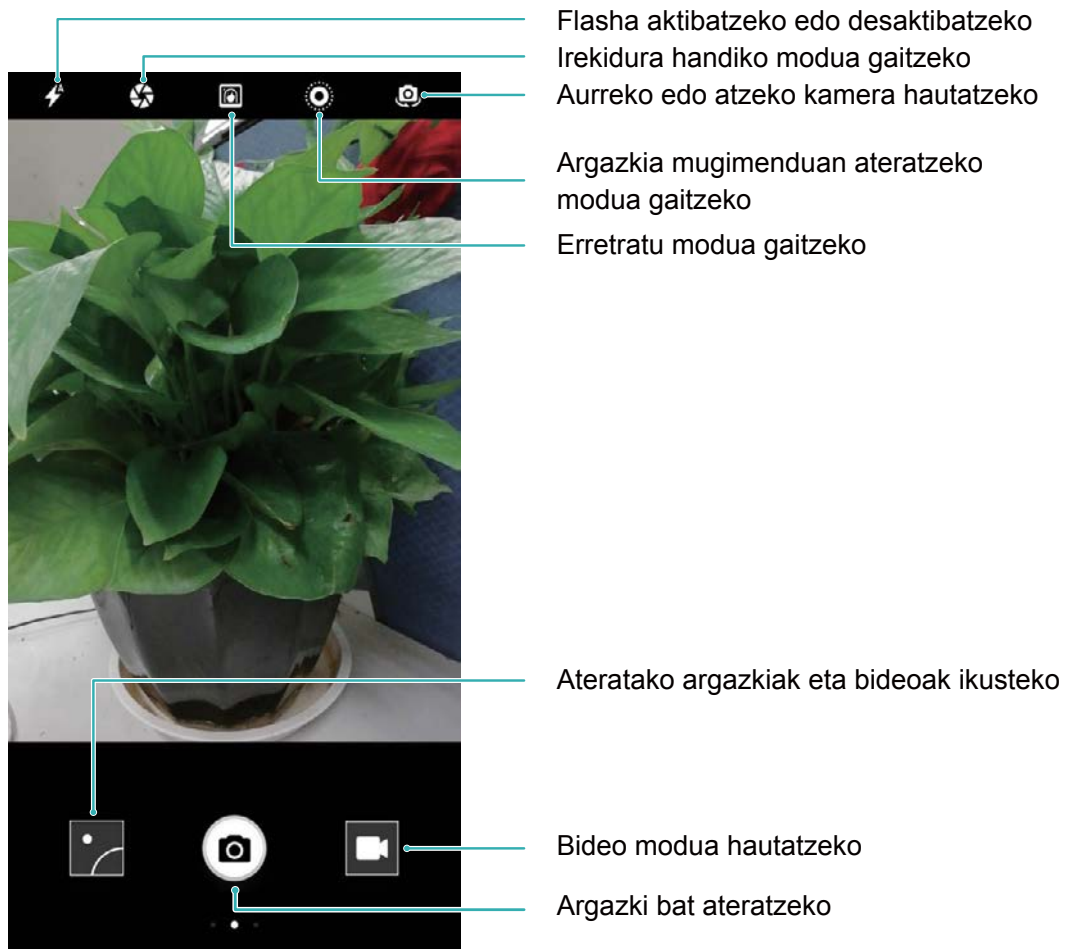 Flasha aktibatzeko edo desaktibatzeko
Irekidura handiko modua gaitzeko
Aurreko edo atzeko kamera hautatzeko
Argazkia mugimenduan ateratzeko
modua gaitzeko
Erretratu modua gaitzeko
Ateratako argazkiak eta bideoak ikusteko
Bideo modua hautatzeko
Argazki bat ateratzeko